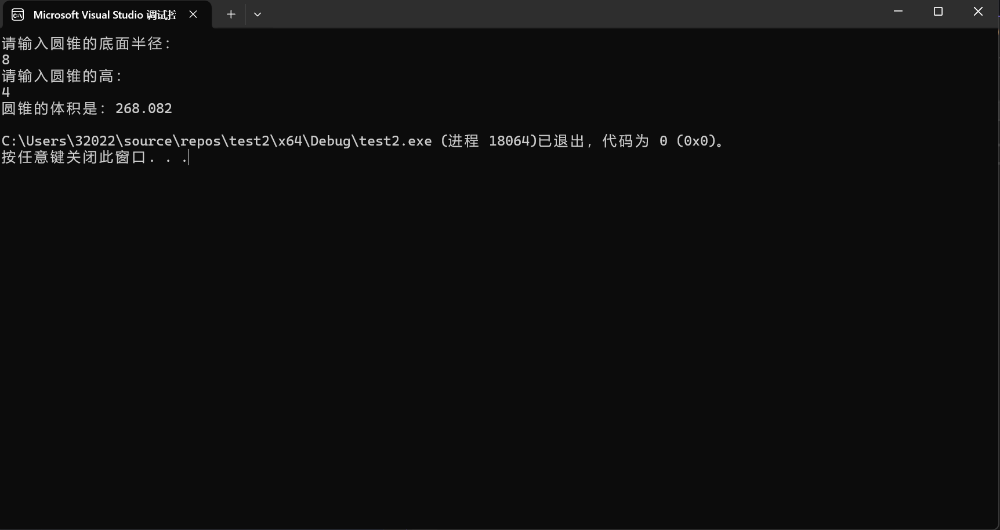 Microsoft Visual Studio 调试控
请输入圆锥的底面半径：
8
请输入圆锥的高：
4
圆锥的体积是：268.082
C:\Users\32022\source\repos\test2\x64\Debug\test2.exe (进程 18064)已退出，代码为 0 (0x0)。
按任意键关闭此窗口. . .